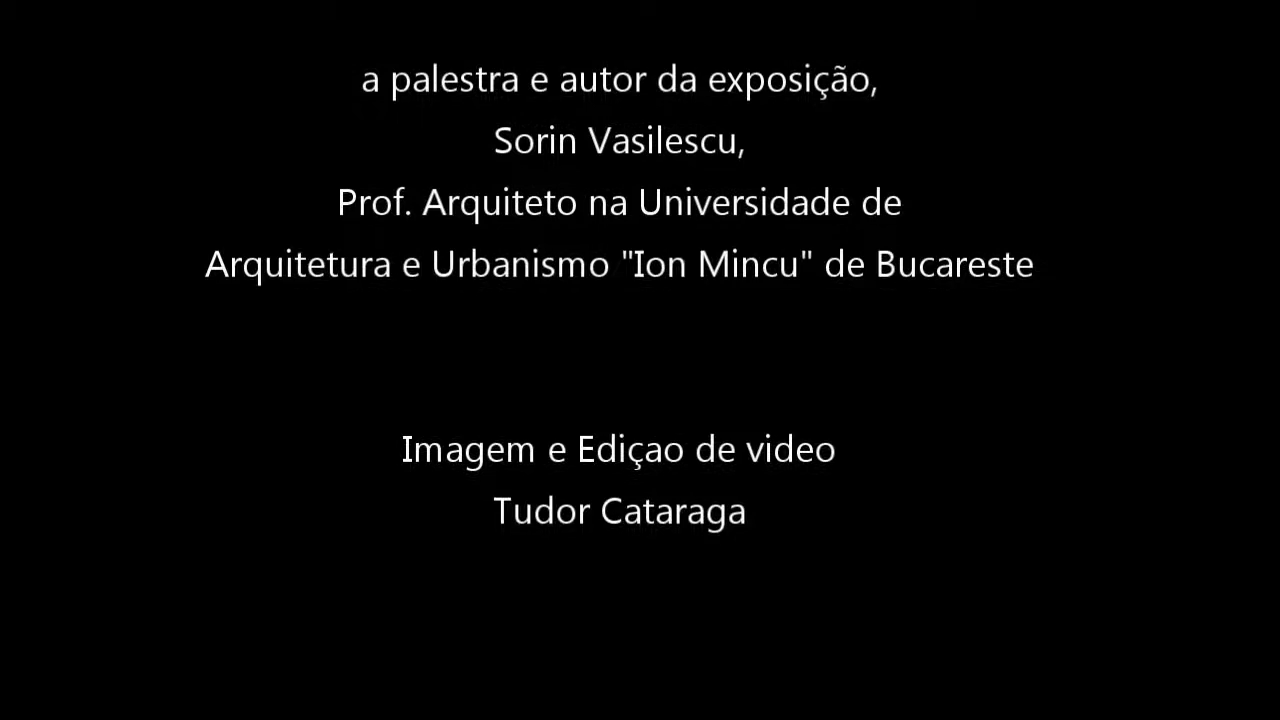 a palestra e autor da exposição,
Sorin Vasilescu,
Prof. Arquiteto na Universidade de
Arquitetura e Urbanismo "Ion Mincu" de Bucareste
Imagem e Ediçao de video
Tudor Cataraga